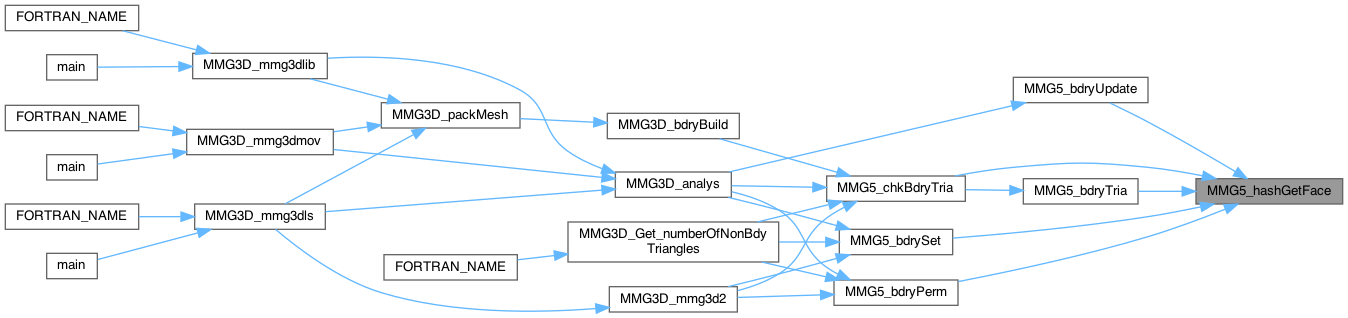 FORTRAN_NAME
main
MMG3D_mmg3dlib
FORTRAN_NAME
main
MMG3D_mmg3dmov
FORTRAN_NAME
main
MMG3D_mmg3dls
MMG3D_packMesh
FORTRAN_NAME
MMG3D_bdryBuild
MMG3D_analys
MMG3D_Get_numberOfNonBdy
Triangles
MMG3D_mmg3d2
MMG5_chkBdryTria
MMG5_bdrySet
MMG5_bdryPerm
MMG5_bdryUpdate
MMG5_bdryTria
MMG5_hashGetFace